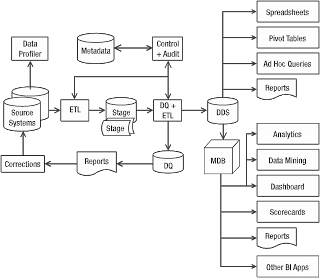 Spreadsheets
Data
Profiler
Metadata
Control
+ Audit
Pivot Tables
Ad Hoc Queries
Reports
Source
Systems
ETL
Stage
Stage
DQ +
ETL
DDS
Corrections
Reports
DQ
MDB
Analytics
Data Mining
Dashboard
Scorecards
Reports
Other BI Apps